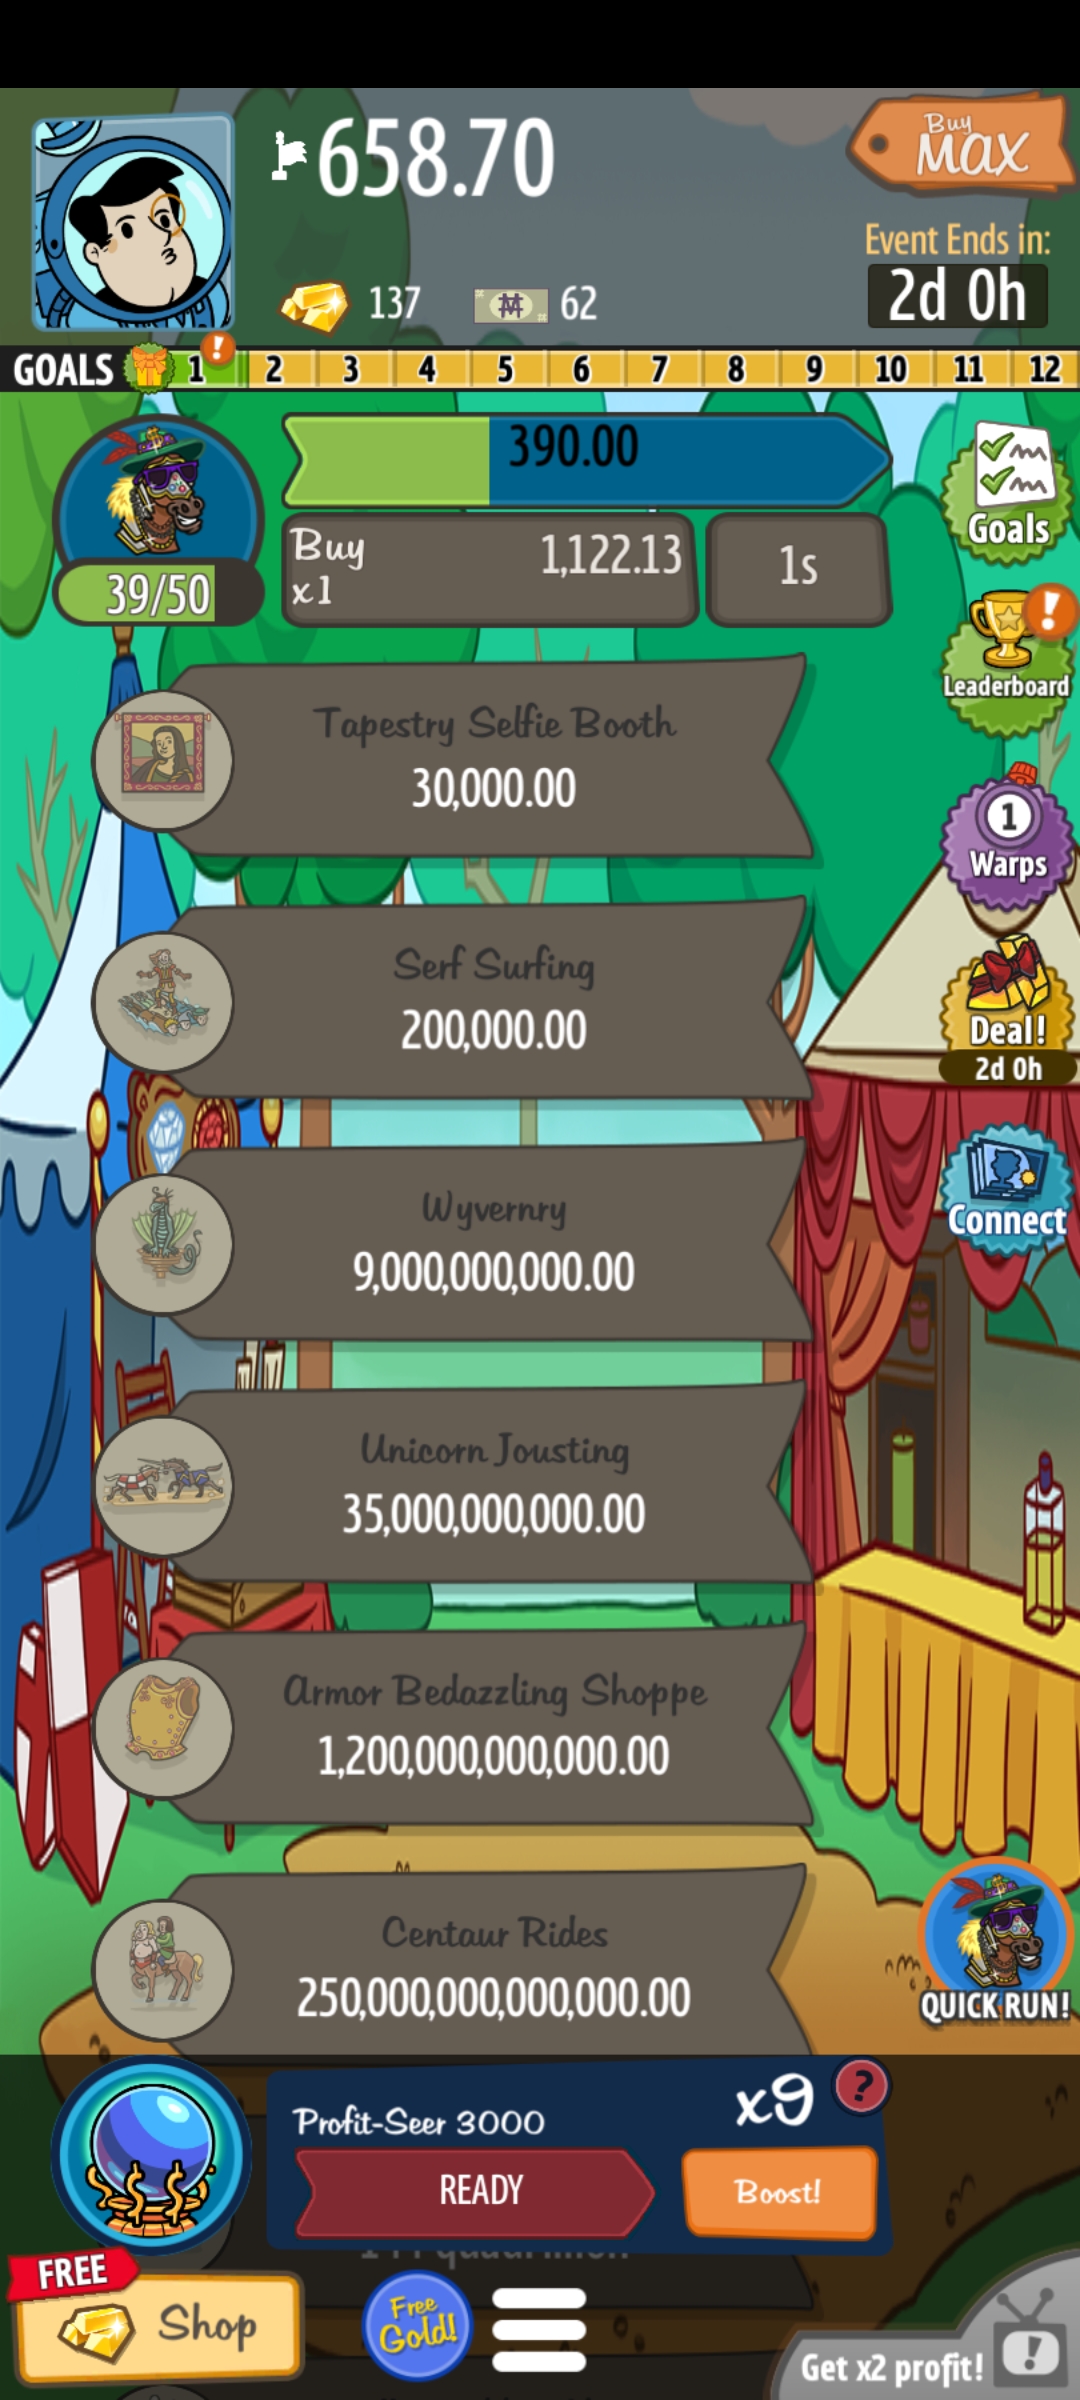 658.70
Buy
MAX
Event Ends in:
2d 0h
137
62
GOALS 1 2 3 4 5 6 7 8 9 10 11 12
390.00
Buy
x1
1,122.13
1s
39/50
Goals
Leaderboard
1
Warps
Deal!
2d 0h
Connect
Tapestry Selfie Booth
30,000.00
Serf Surfing
200,000.00
Wyvernry
9,000,000,000.00
Unicorn Jousting
35,000,000,000.00
Armor Bedazzling Shoppe
1,200,000,000,000.00
Centaur Rides
250,000,000,000,000.00
QUICK RUN!
Profit-Seer 3000
x9
?
READY
Boost!
FREE
Shop
Free
Gold!
Get x2 profit!